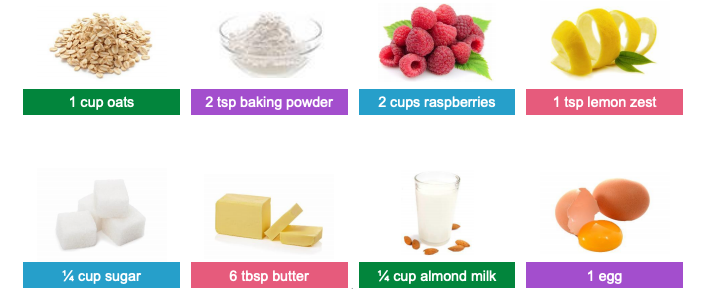 1 cup oats
2 tsp baking powder
2 cups raspberries
1 tsp lemon zest
¼ cup sugar
6 tbsp butter
¼ cup almond milk
1 egg